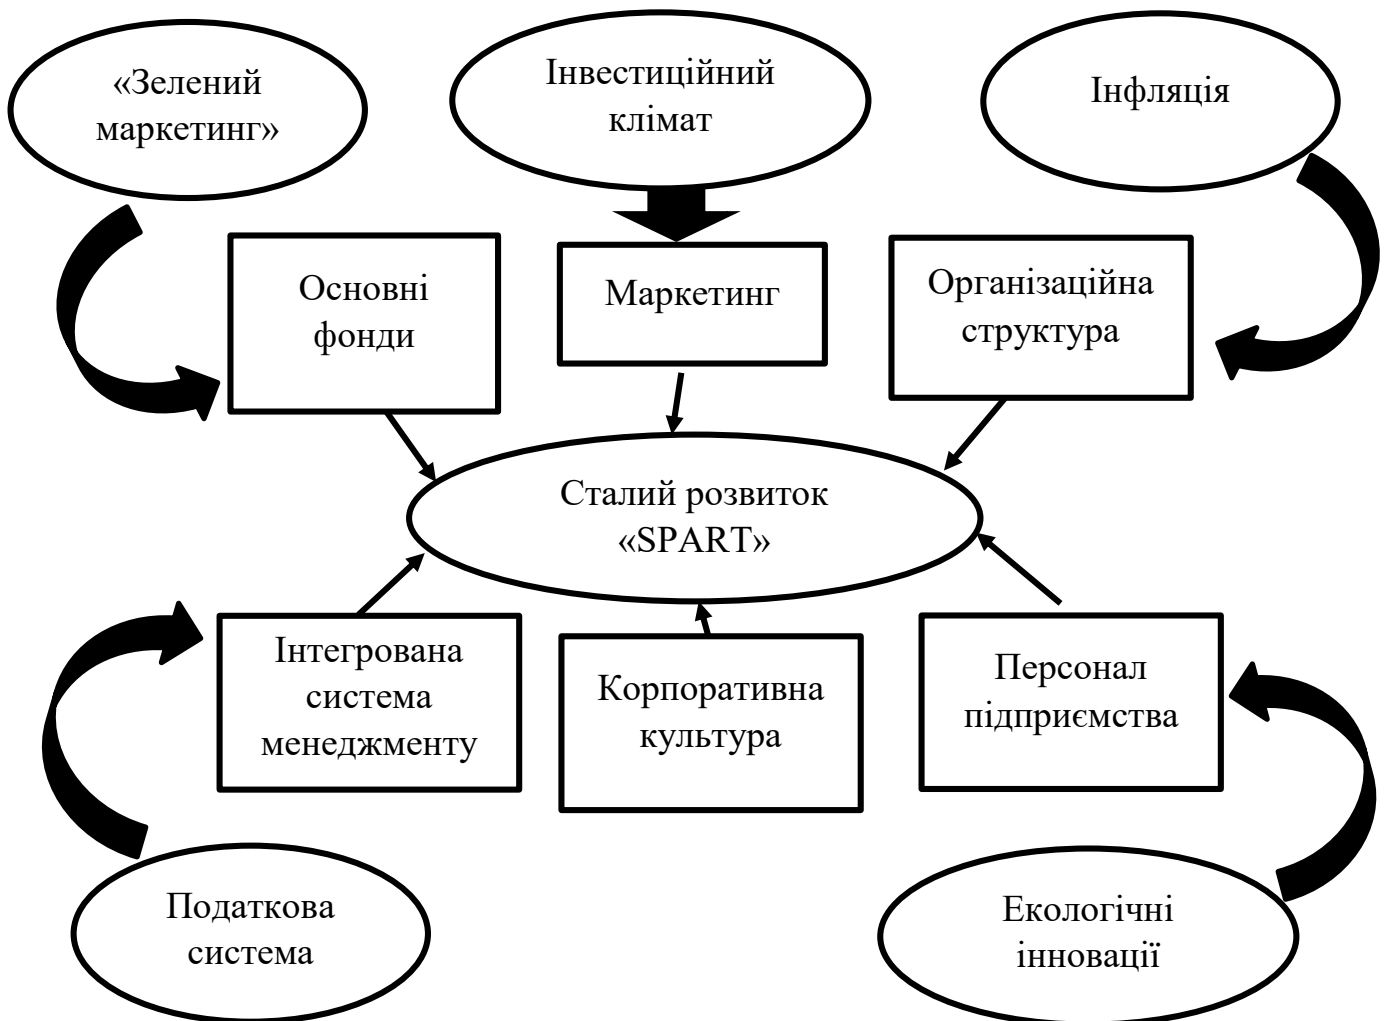 «Зелений
маркетинг»
Інвестиційний
клімат
Інфляція
Основні
фонди
Маркетинг
Організаційна
структура
Сталий розвиток
«SPART»
Інтегрована
система
менеджменту
Корпоративна
культура
Персонал
підприємства
Податкова
система
Екологічні
інновації